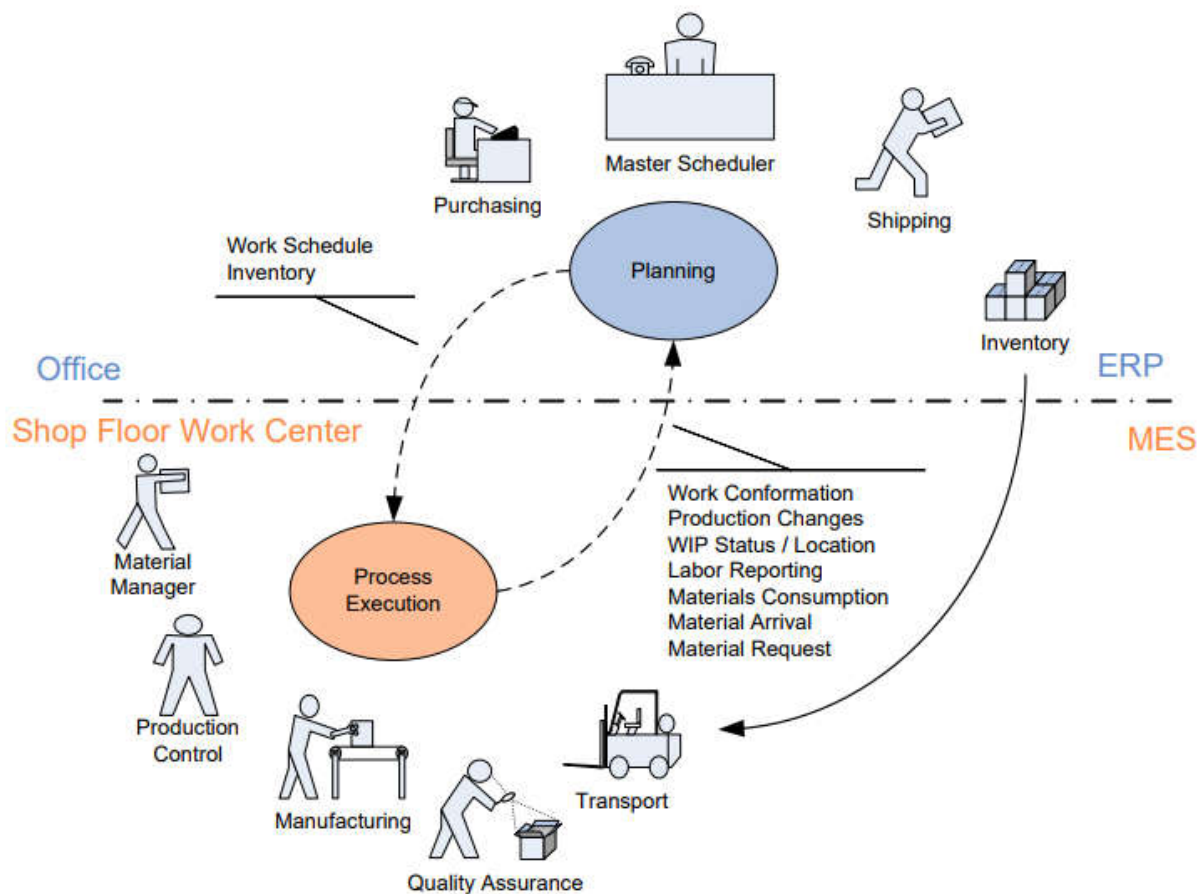 Master Scheduler
Purchasing
Shipping
Work Schedule
Inventory
Planning
Inventory
Office
ERP
Shop Floor Work Center
MES
Work Conformation
Production Changes
WIP Status / Location
Labor Reporting
Materials Consumption
Material Arrival
Material Request
Material
Manager
Process
Execution
Production
Control
Manufacturing
Transport
Quality Assurance